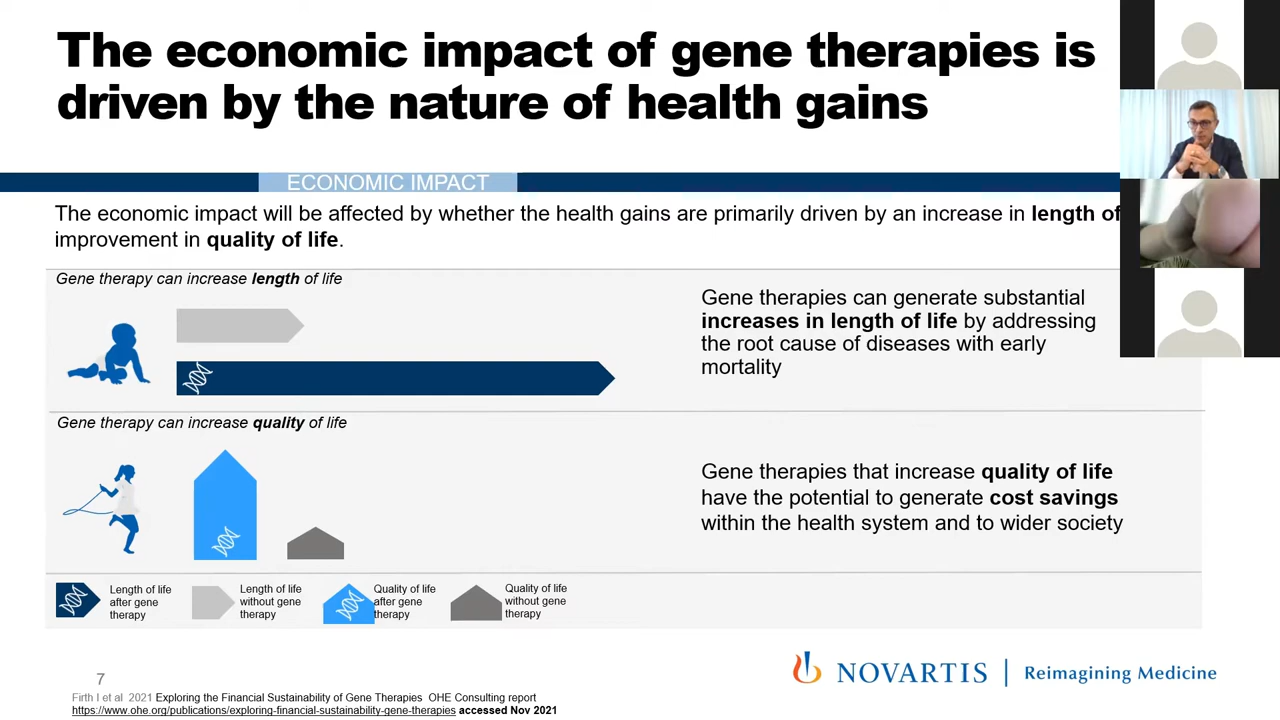 The economic impact of gene therapies is
driven by the nature of health gains
ECONOMIC IMPACT
The economic impact will be affected by whether the health gains are primarily driven by an increase in length of
improvement in quality of life.
Gene therapy can increase length of life
Gene therapies can generate substantial
increases in length of life by addressing
the root cause of diseases with early
mortality
Gene therapy can increase quality of life
Gene therapies that increase quality of life
have the potential to generate cost savings
within the health system and to wider society
Length of life
after gene
therapy
Length of life
without gene
therapy
Quality of life
after gene
therapy
Quality of life
without gene
therapy
7
Firth I et al 2021 Exploring the Financial Sustainability of Gene Therapies OHE Consulting report
https://www.ohe.org/publications/exploring-financial-sustainability-gene-therapies accessed Nov 2021
NOVARTIS | Reimagining Medicine